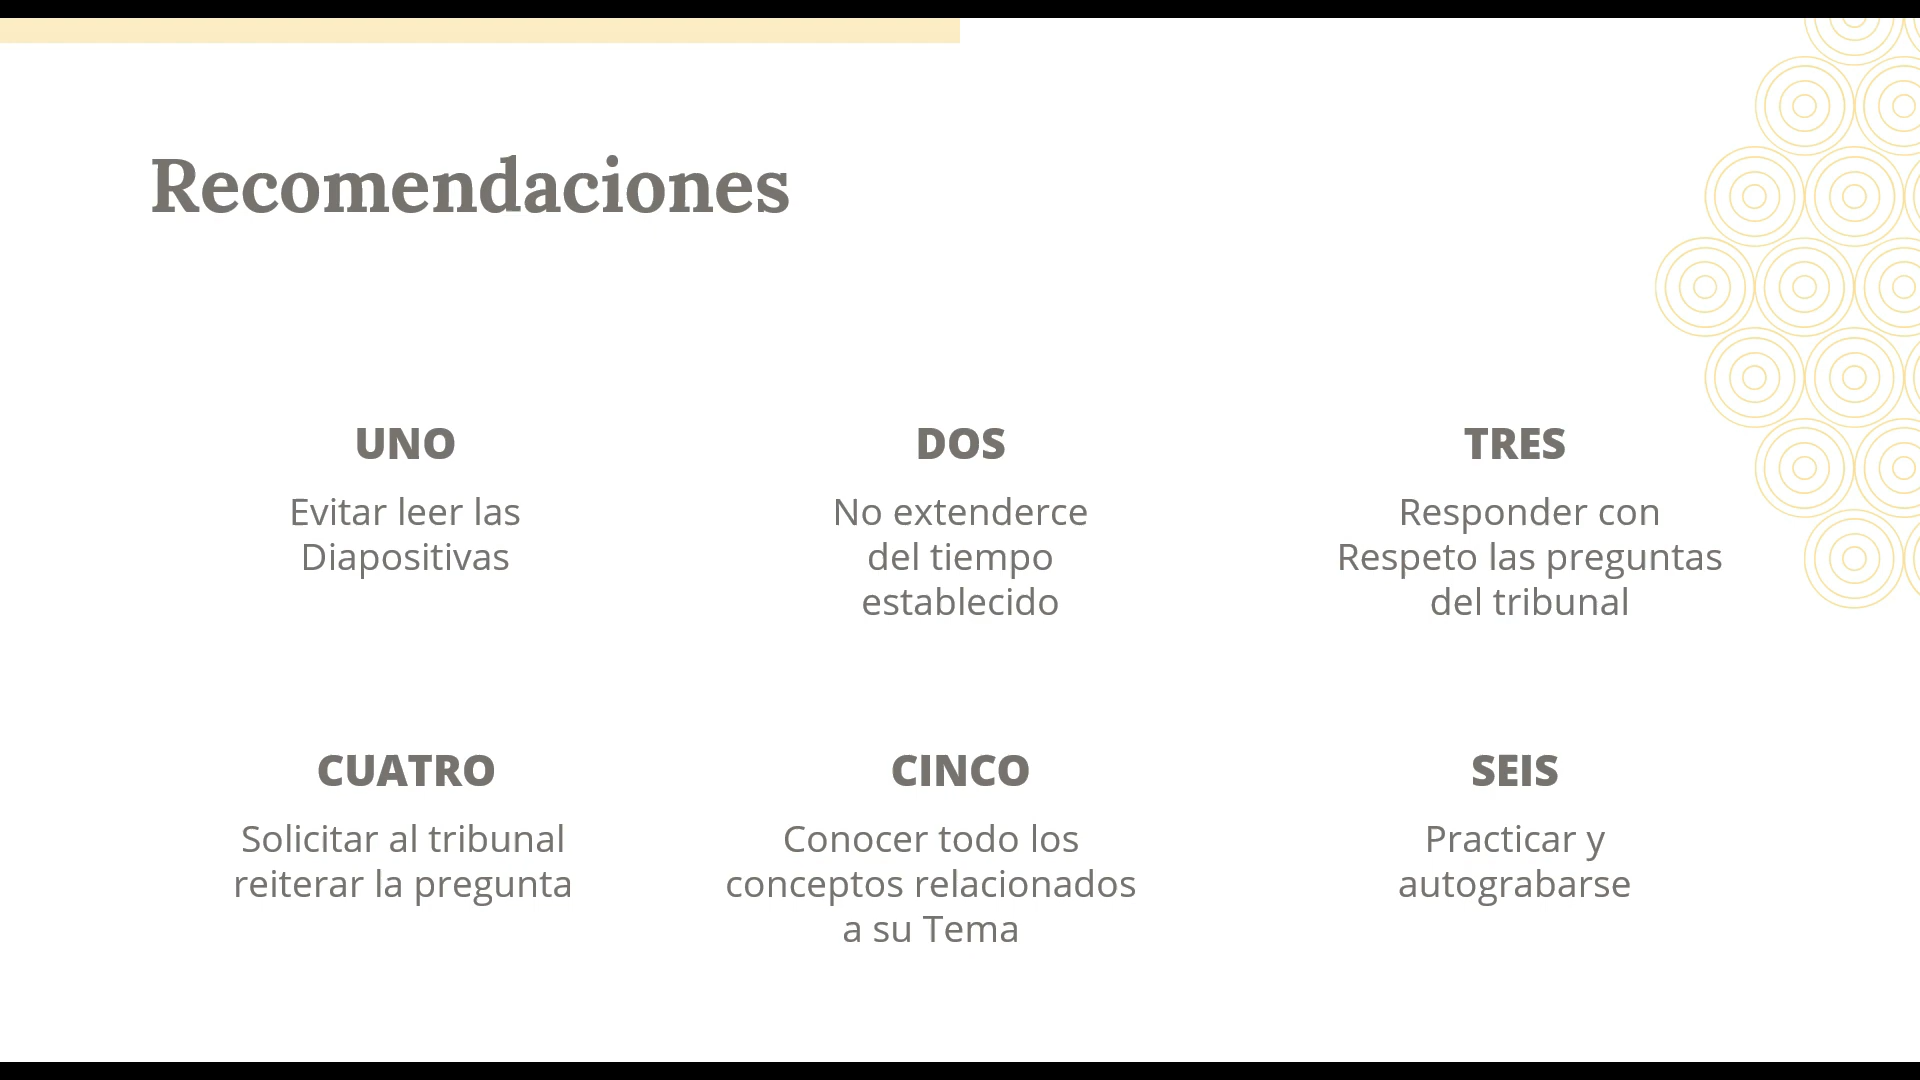 Recomendaciones
UNO
Evitar leer las
Diapositivas
DOS
No extenderce
del tiempo
establecido
TRES
Responder con
Respeto las preguntas
del tribunal
CUATRO
Solicitar al tribunal
reiterar la pregunta
CINCO
Conocer todo los
conceptos relacionados
a su Tema
SEIS
Practicar y
autograbarse